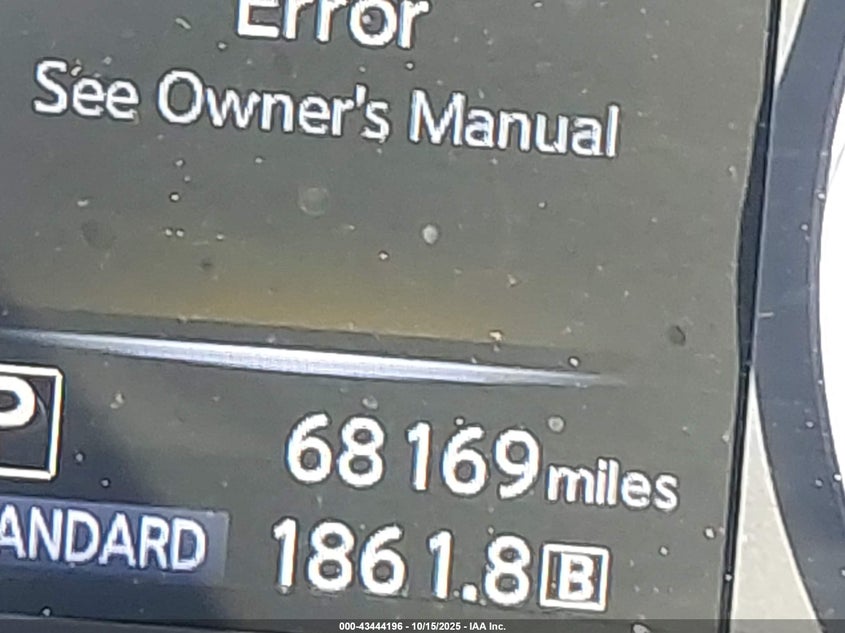 Error
See Owner's Manual
P
68169 miles
ANDARD
1861.8 B
000-43444196 - 10/15/2025 - IAA Inc.